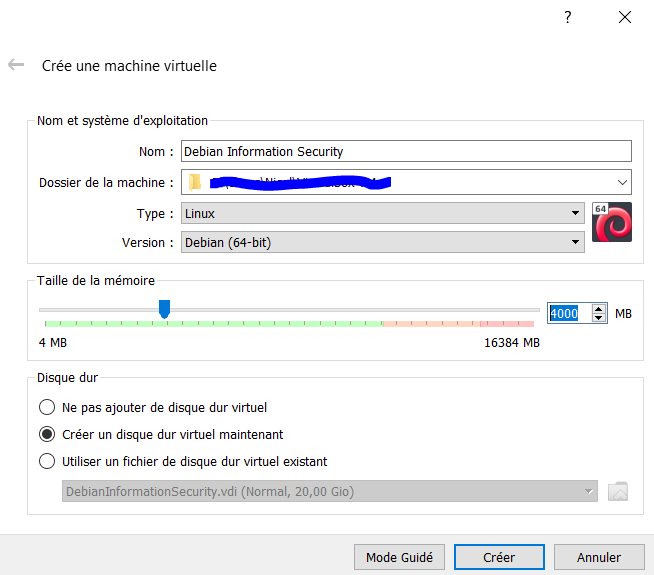 ?
Crée une machine virtuelle
Nom et système d'exploitation
Nom : Debian Information Security
Dossier de la machine :
Type : Linux
64
Version : Debian (64-bit)
Taille de la mémoire
4000 MB
4 MB 16384 MB
Disque dur
Ne pas ajouter de disque dur virtuel
Créer un disque dur virtuel maintenant
Utiliser un fichier de disque dur virtuel existant
DebianInformationSecurity.vdi (Normal, 20,00 Gio)
Mode Guidé Créer Annuler